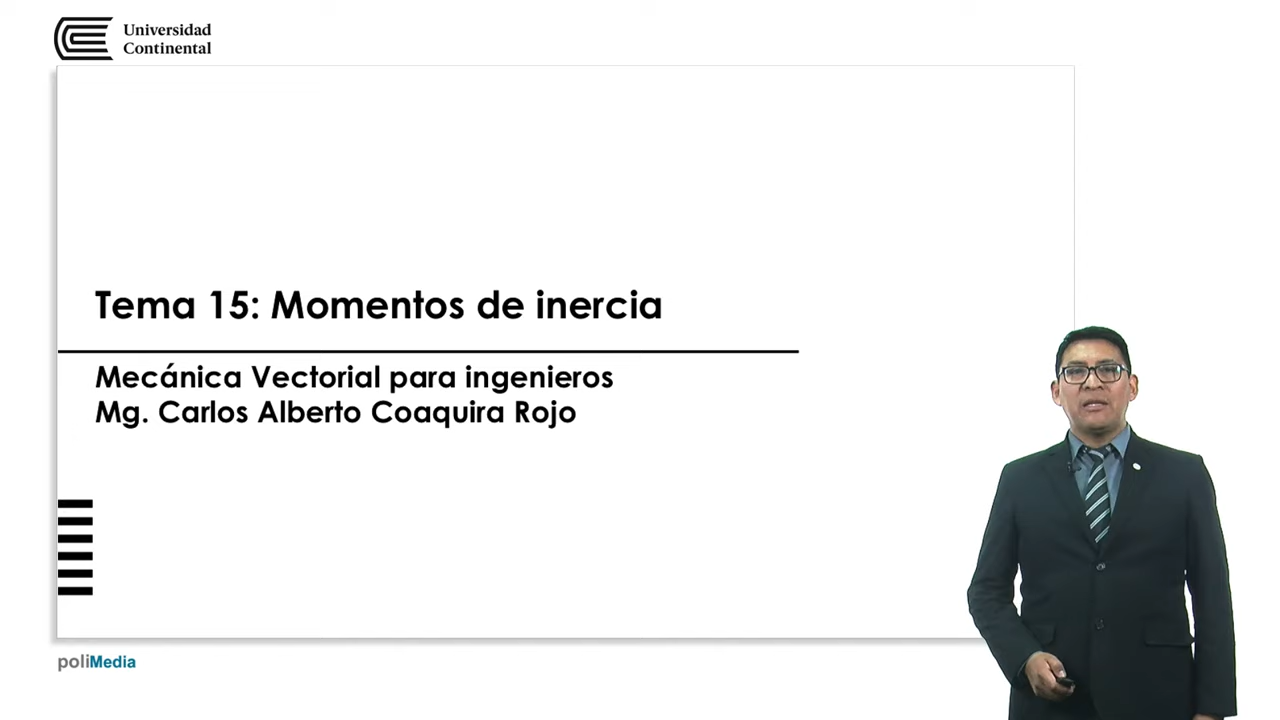 Universidad
Continental
Tema 15: Momentos de inercia
Mecánica Vectorial para ingenieros
Mg. Carlos Alberto Coaquira Rojo
poliMedia